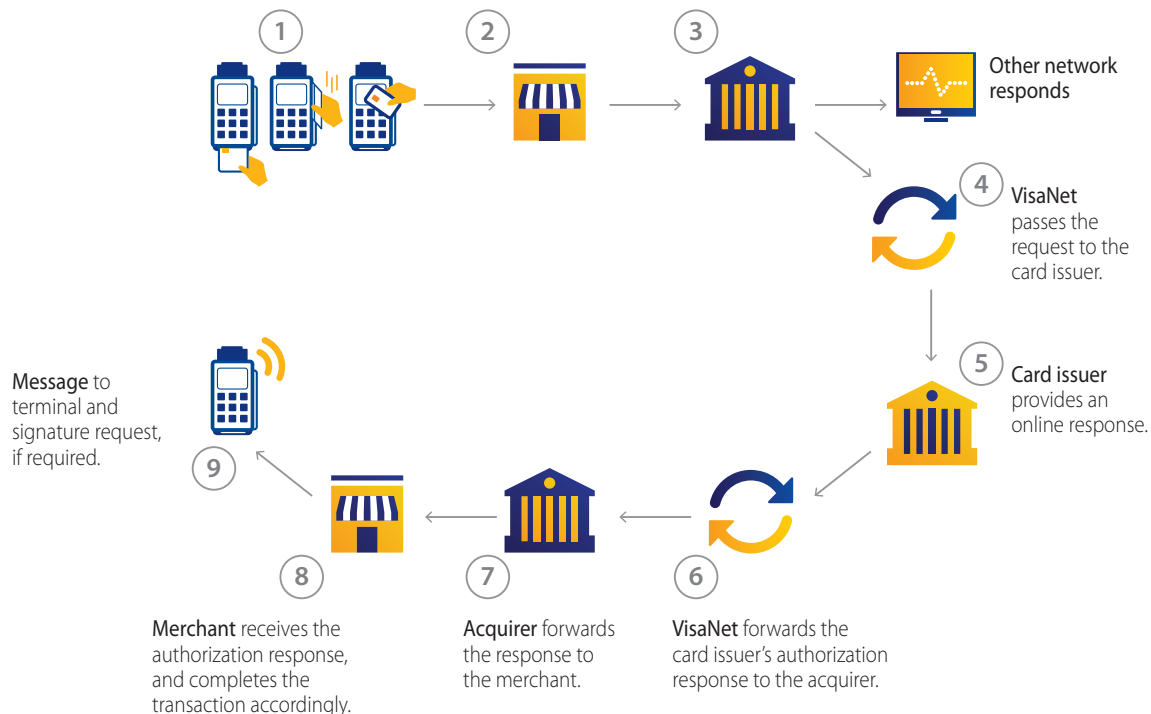 1
2
3
Other network
responds
4
VisaNet
passes the
request to the
card issuer.
5
Card issuer
provides an
online response.
Message to
terminal and
signature request,
if required.
9
8
7
6
Merchant receives the
authorization response,
and completes the
transaction accordingly.
Acquirer forwards
the response to
the merchant.
VisaNet forwards the
card issuer’s authorization
response to the acquirer.